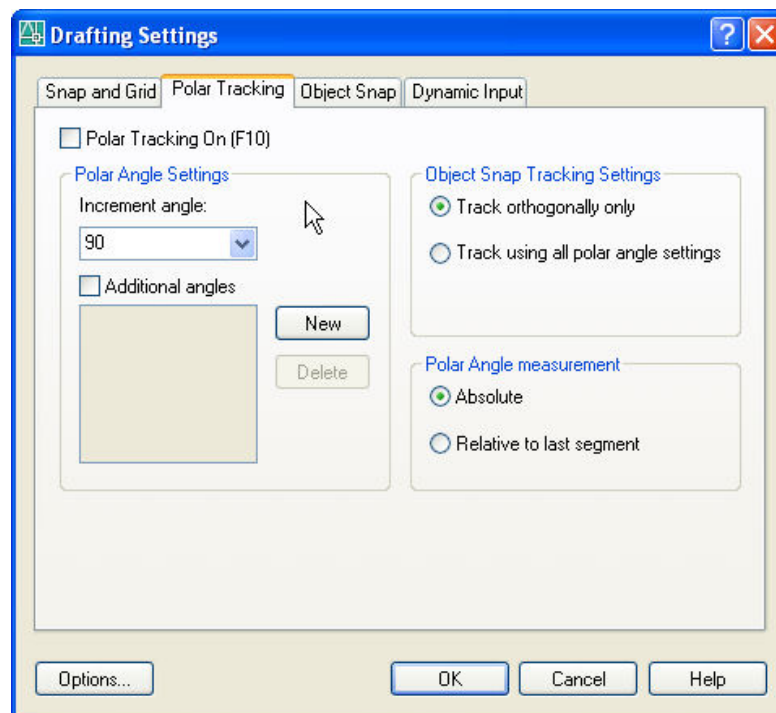 Drafting Settings
Snap and Grid
Polar Tracking
Object Snap
Dynamic Input
Polar Tracking On (F10)
Polar Angle Settings
Increment angle:
90
Additional angles
New
Delete
Object Snap Tracking Settings
Track orthogonally only
Track using all polar angle settings
Polar Angle measurement
Absolute
Relative to last segment
Options...
OK
Cancel
Help